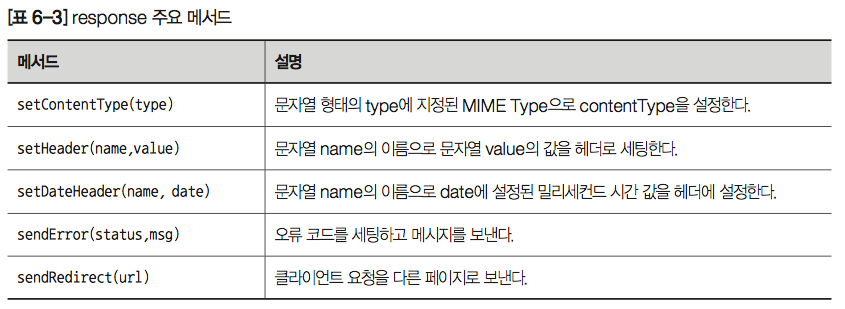 [표 6-3] response 주요 메서드
메서드 설명
setContentType(type) 문자열 형태의 type에 지정된 MIME Type으로 contentType을 설정한다.
setHeader(name,value) 문자열 name의 이름으로 문자열 value의 값을 헤더로 세팅한다.
setDateHeader(name, date) 문자열 name의 이름으로 date에 설정된 밀리세컨드 시간 값을 헤더에 설정한다.
sendError(status,msg) 오류 코드를 세팅하고 메시지를 보낸다.
sendRedirect(url) 클라이언트 요청을 다른 페이지로 보낸다.